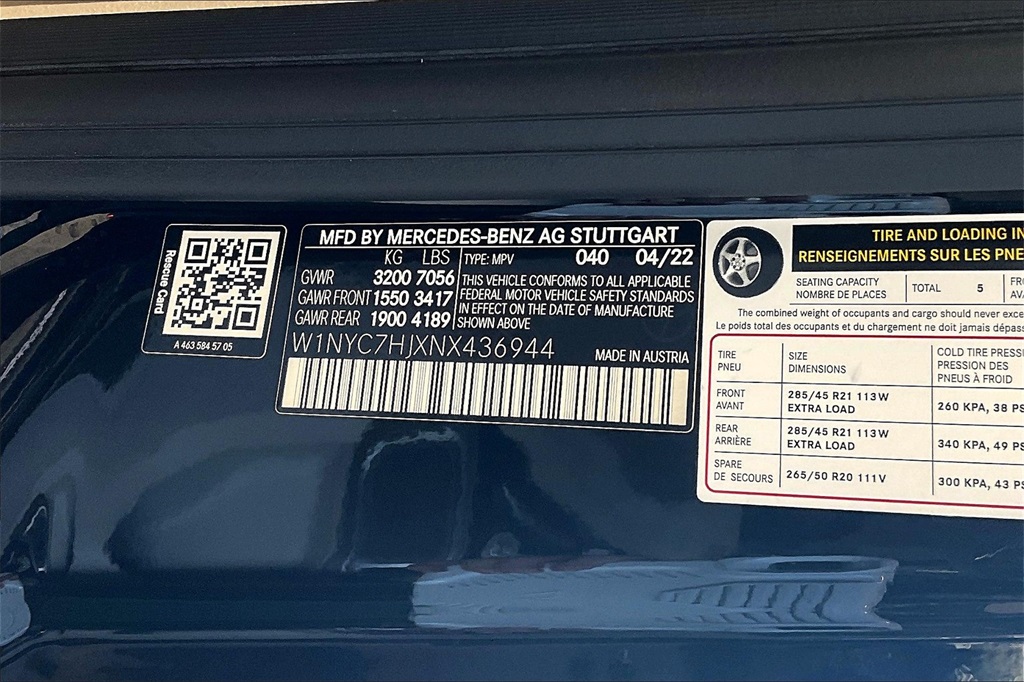 Rescue Card
A 463 584 57 05
MFD BY MERCEDES-BENZ AG STUTTGART
KG LBS TYPE: MPV 040 04/22
GVWR 3200 7056
GAWR FRONT 1550 3417
GAWR REAR 1900 4189
THIS VEHICLE CONFORMS TO ALL APPLICABLE
FEDERAL MOTOR VEHICLE SAFETY STANDARDS
IN EFFECT ON THE DATE OF MANUFACTURE
SHOWN ABOVE
W1NYC7HJXNX436944 MADE IN AUSTRIA
TIRE AND LOADING IN
RENSEIGNEMENTS SUR LES PNE
SEATING CAPACITY
NOMBRE DE PLACES
TOTAL 5
FRO
AVA
The combined weight of occupants and cargo should never exce
Le poids total des occupants et du chargement ne doit jamais dépass
TIRE
PNEU
SIZE
DIMENSIONS
COLD TIRE PRESSU
PRESSION DES
PNEUS À FROID
FRONT
AVANT
285/45 R21 113W
EXTRA LOAD
260 KPA, 38 PS
REAR
ARRIÈRE
285/45 R21 113W
EXTRA LOAD
340 KPA, 49 PS
SPARE
DE SECOURS
265/50 R20 111V
300 KPA, 43 PS